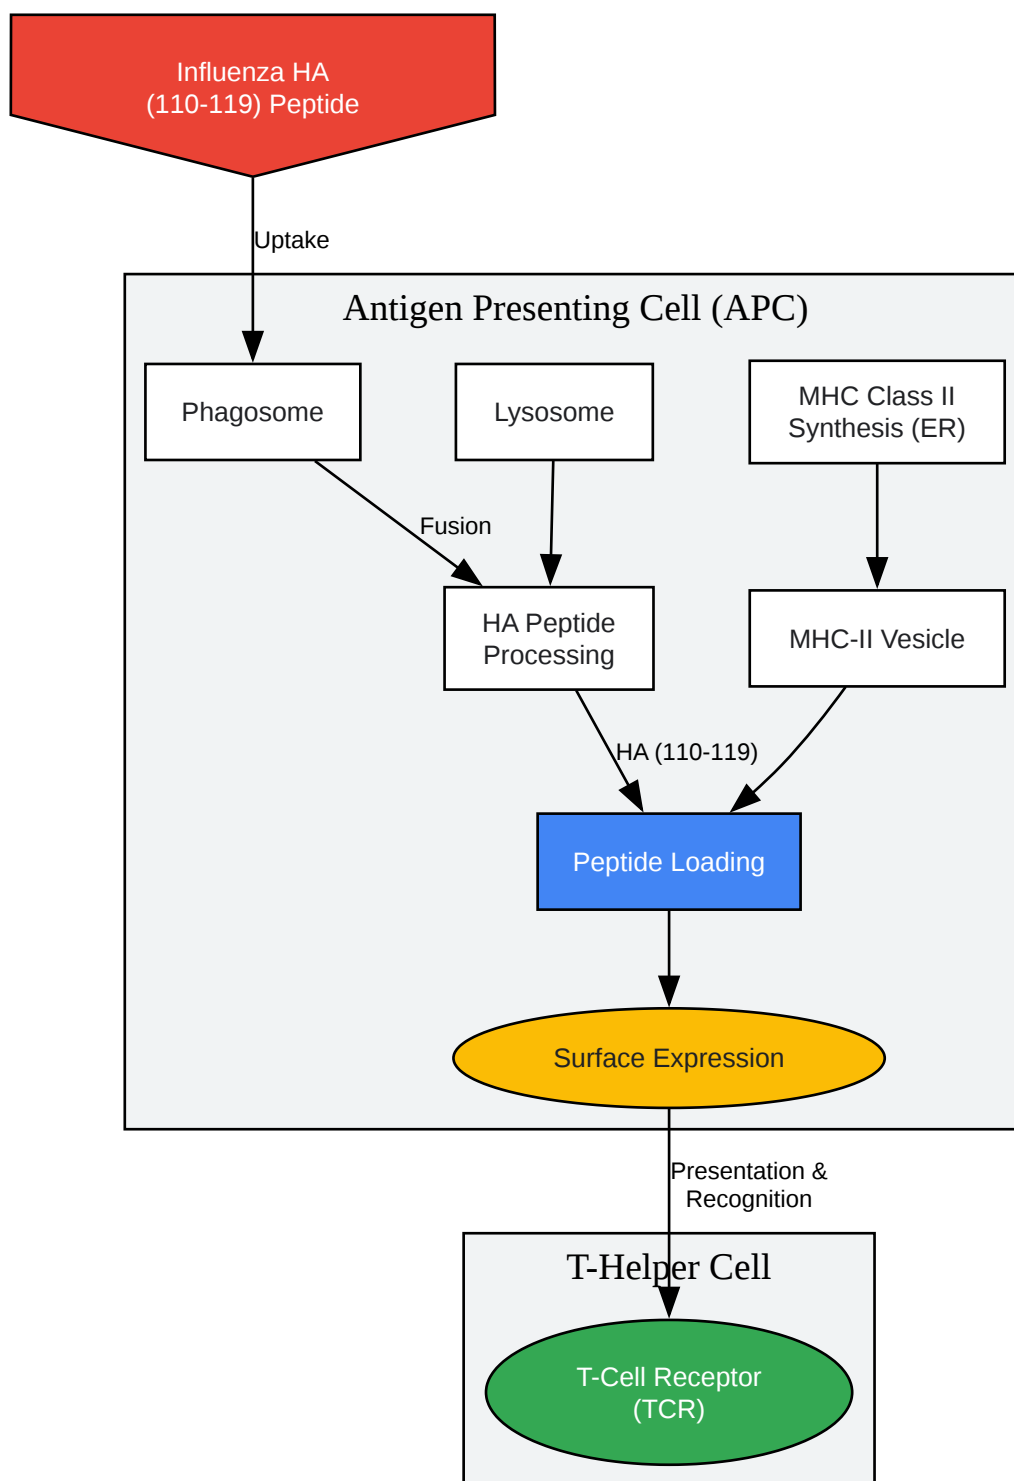 Influenza HA
(110-119) Peptide
Uptake
Antigen Presenting Cell (APC)
Phagosome
Lysosome
MHC Class II
Synthesis (ER)
Fusion
HA Peptide
Processing
MHC-II Vesicle
HA (110-119)
Peptide Loading
Surface Expression
Presentation &
Recognition
T-Helper Cell
T-Cell Receptor
(TCR)